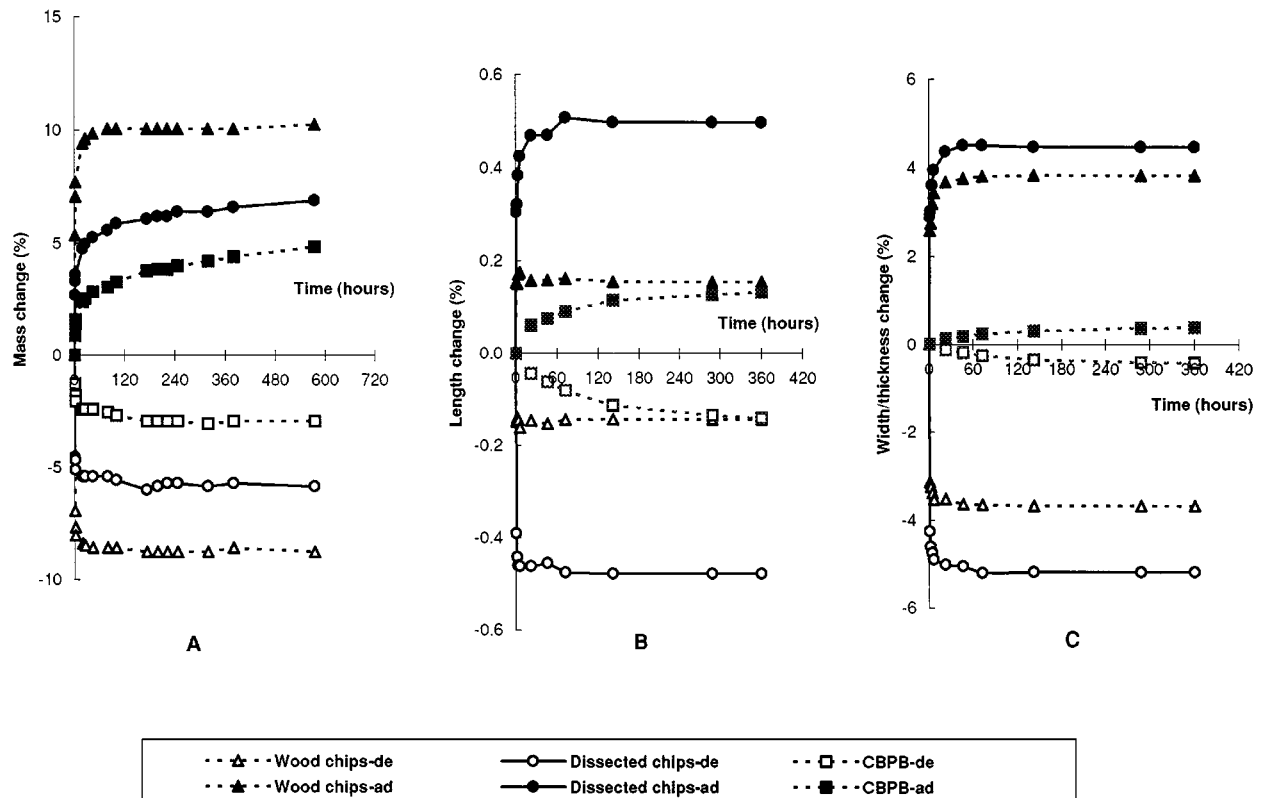 15
10
5
0
-5
-10
Mass change (%)
120 240 360 480 600 720
Time (hours)
A
0.6
0.4
0.2
0.0
-0.2
-0.4
-0.6
Length change (%)
0 60 120 180 240 300 360 420
Time (hours)
B
6
4
2
0
-2
-4
-6
Width/thickness change (%)
0 60 120 180 240 300 360 420
Time (hours)
C
Wood chips-de Dissected chips-de CBPB-de
Wood chips-ad Dissected chips-ad CBPB-ad